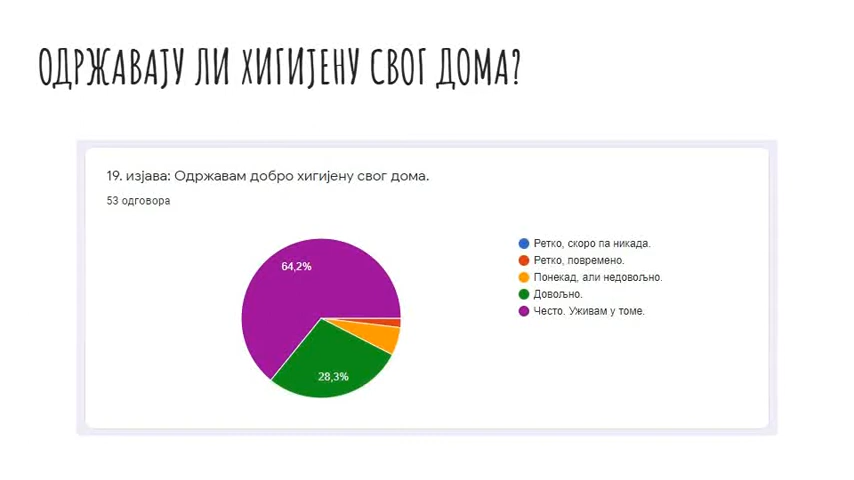 ОДРЖАВАЈУ ЛИ ХИГИЈЕНУ СВОГ ДОМА?
19. изјава: Одржавам добро хигијену свог дома.
53 одговора
64,2%
28,3%
Ретко, скоро па никада.
Ретко, повремено.
Понекад, али недовољно.
Довољно.
Често. Уживам у томе.